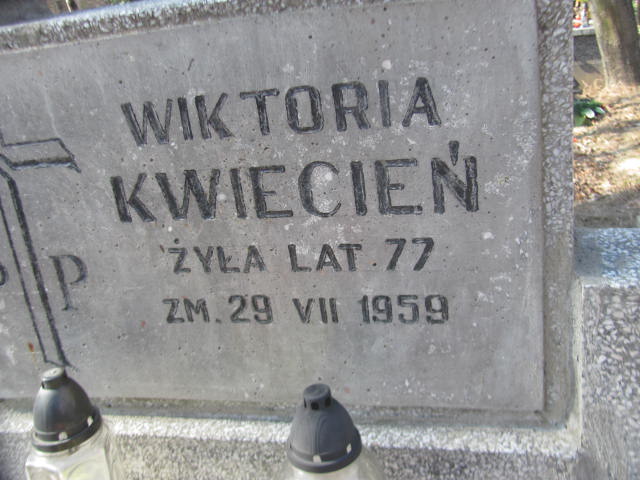 WIKTORIA
KWIECIEŃ
ŻYŁA LAT 77
ZM. 29 VII 1959
P P